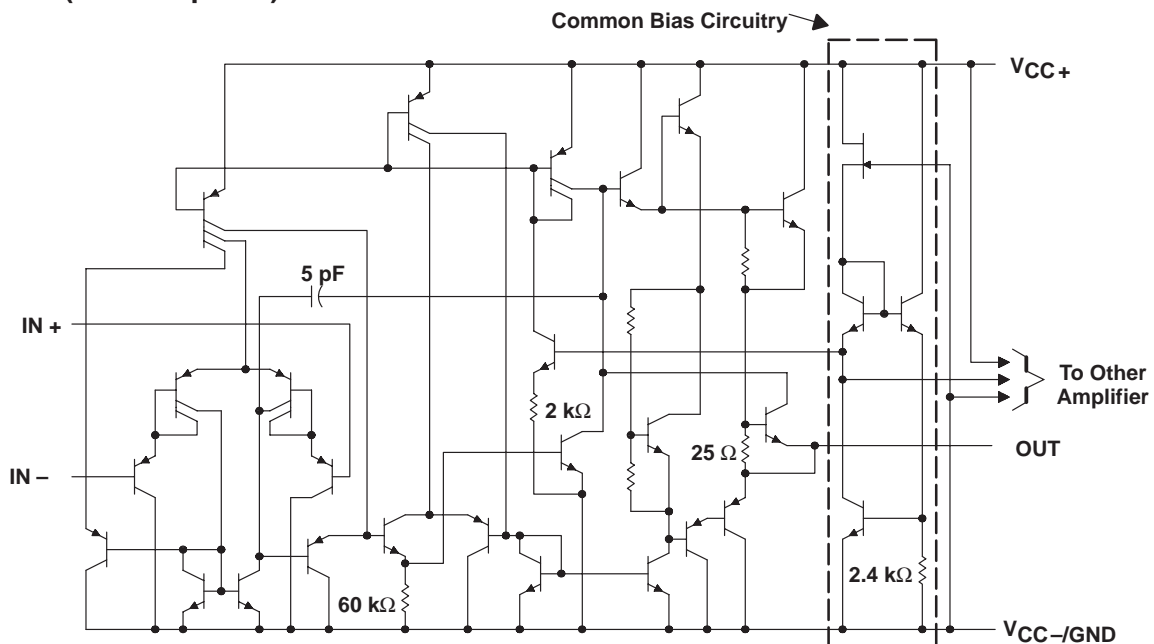 Common Bias Circuitry
VCC+
5 pF
IN +
To Other
Amplifier
2 kΩ
25 Ω
OUT
IN –
60 kΩ
2.4 kΩ
VCC–/GND